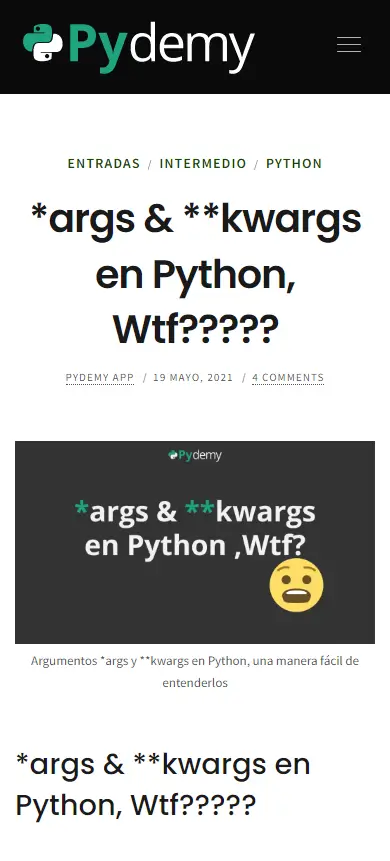 Pydemy
ENTRADAS / INTERMEDIO / PYTHON
*args & **kwargs
en Python,
Wtf?????
PYDEMY APP / 19 MAYO, 2021 / 4 COMMENTS
Pydemy
*args & **kwargs
en Python ,Wtf?
Argumentos *args y **kwargs en Python, una manera fácil de
entenderlos
*args & **kwargs en
Python, Wtf?????